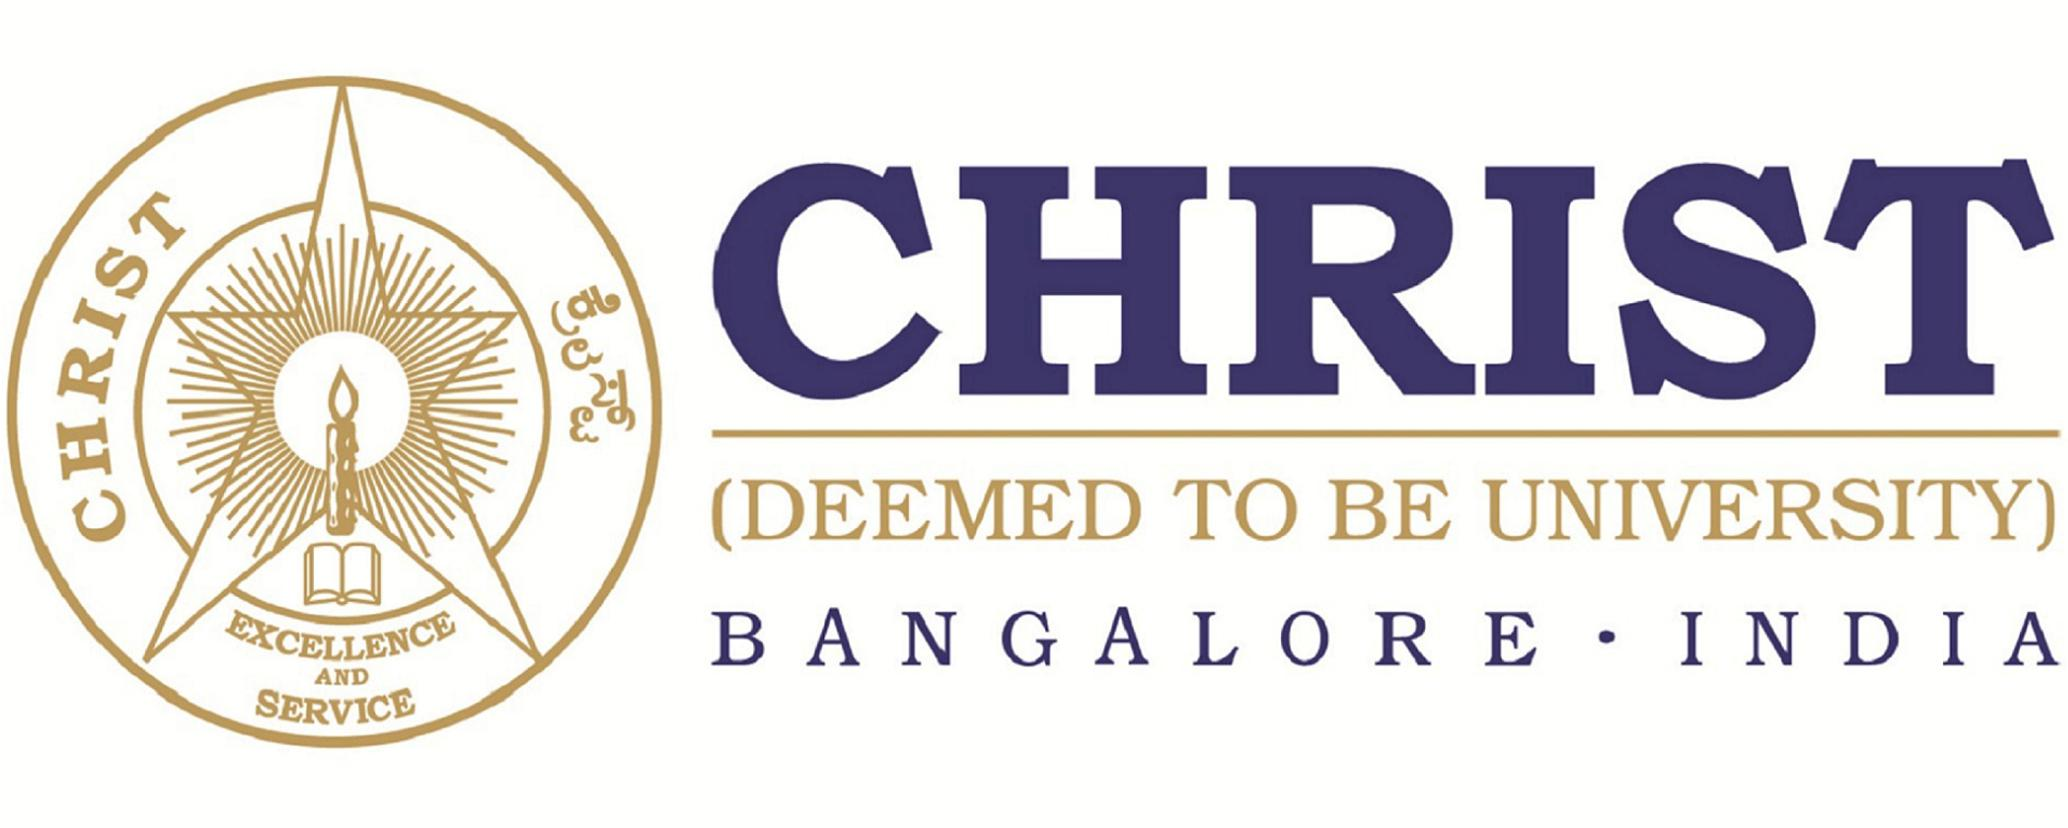 CHRIST
ಕ್ರೈಸ್ಟ್
EXCELLENCE
AND
SERVICE
CHRIST
(DEEMED TO BE UNIVERSITY)
BANGALORE · INDIA